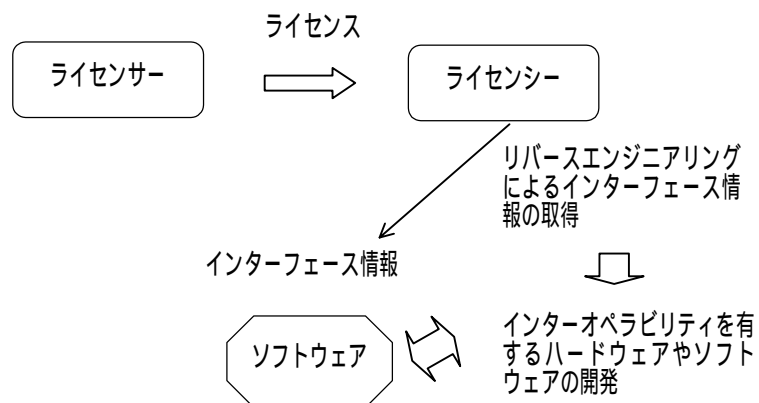 ライセンス
ライセンサー
ライセンシー
リバースエンジニアリング
によるインターフェース情
報の取得
インターフェース情報
ソフトウェア
インターオペラビリティを有
するハードウェアやソフト
ウェアの開発